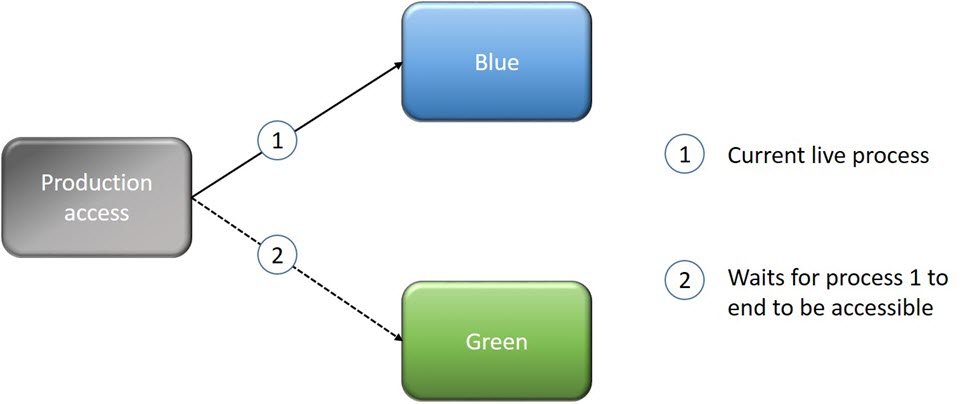 Blue
1
Production
access
2
Green
1
Current live process
2
Waits for process 1 to
end to be accessible